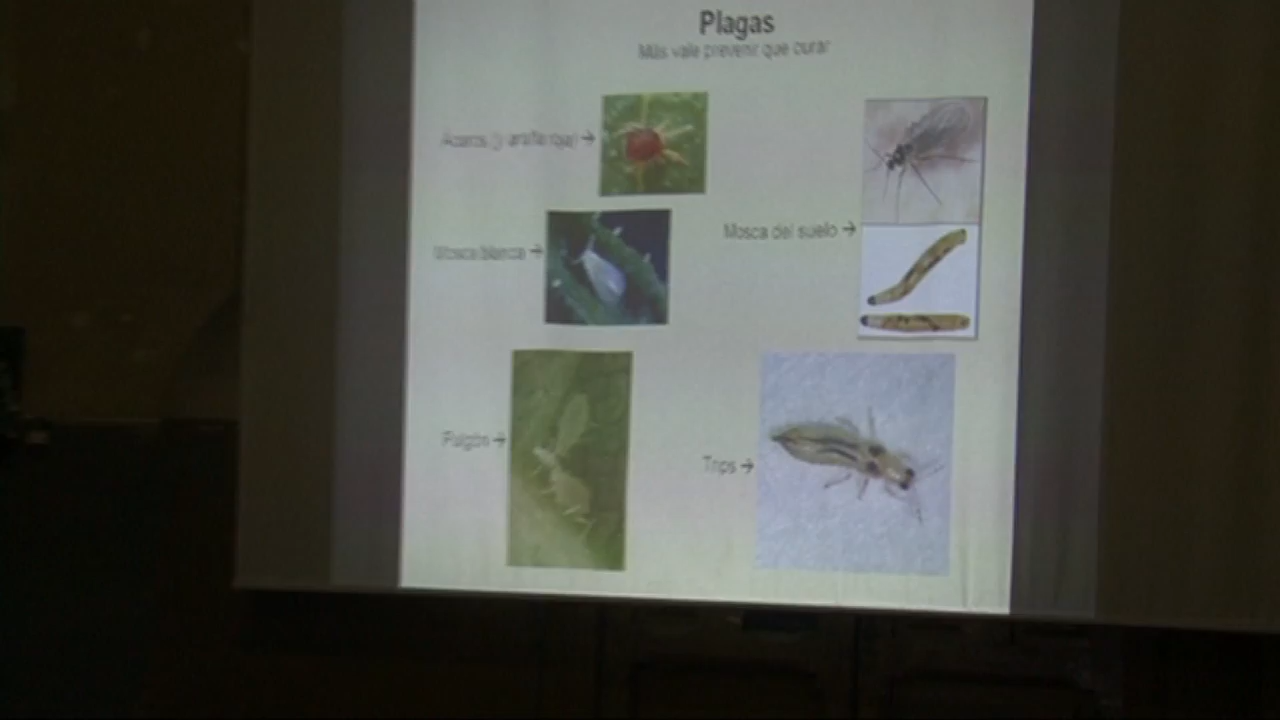 Plagas
Más vale prevenir que curar
Ácaros (y araña roja) →
Mosca blanca →
Mosca del suelo →
Pulgón →
Trips →